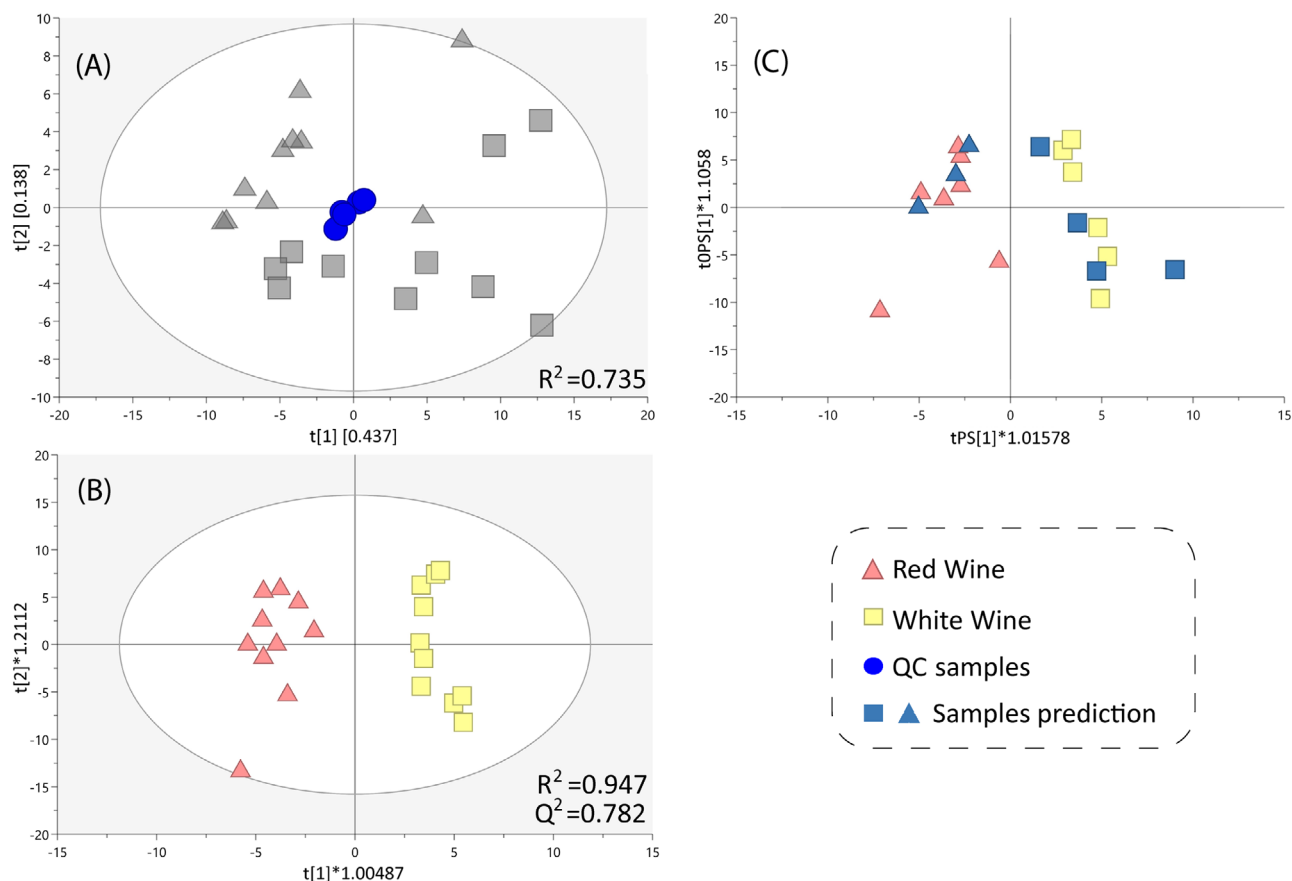 (A)
10
8
6
4
2
0
-2
-4
-6
-8
-10
t[2] [0.138]
R² =0.735
-20 -15 -10 -5 0 5 10 15 20
t[1] [0.437]
(C)
20
15
10
5
0
-5
-10
-15
-20
t0PS[1]*1.1058
-15 -10 -5 0 5 10 15
tPS[1]*1.01578
(B)
20
15
10
5
0
-5
-10
-15
-20
t[2]*1.2112
R² =0.947
Q² =0.782
-15 -10 -5 0 5 10 15
t[1]*1.00487
Red Wine
White Wine
QC samples
Samples prediction